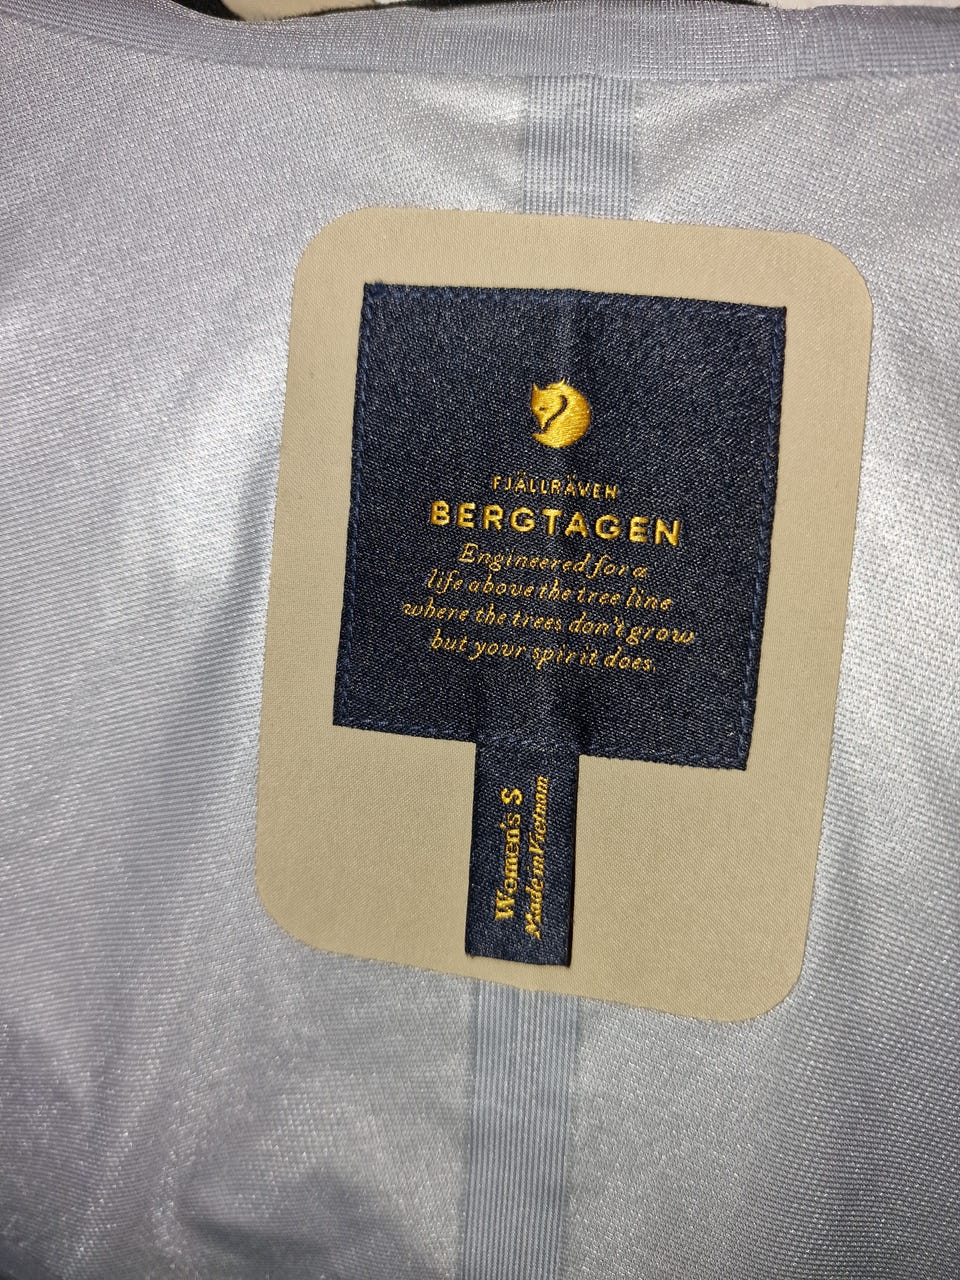 FJÄLLRÄVEN
BERGTAGEN
Engineered for a
life above the tree line
where the trees don't grow
but your spirit does.
Women's S
Made in Vietnam